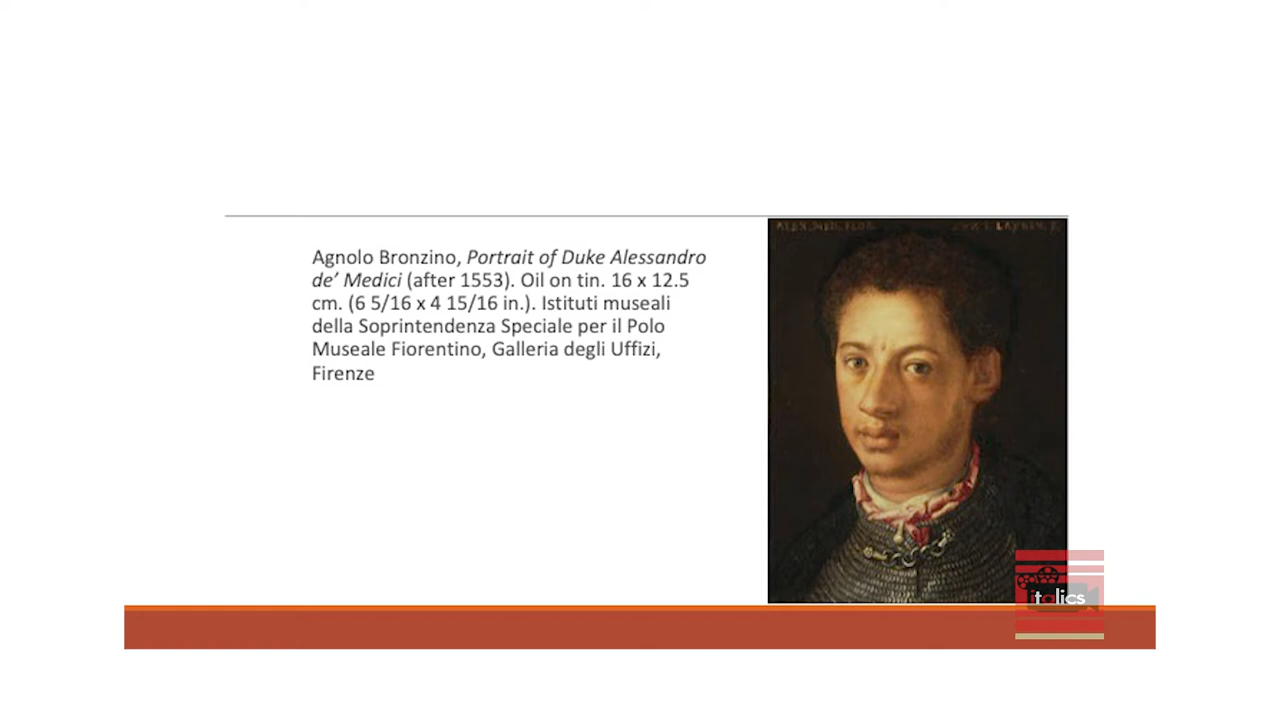 Agnolo Bronzino, Portrait of Duke Alessandro
de’ Medici (after 1553). Oil on tin. 16 x 12.5
cm. (6 5/16 x 4 15/16 in.). Istituti museali
della Soprintendenza Speciale per il Polo
Museale Fiorentino, Galleria degli Uffizi,
Firenze
italics